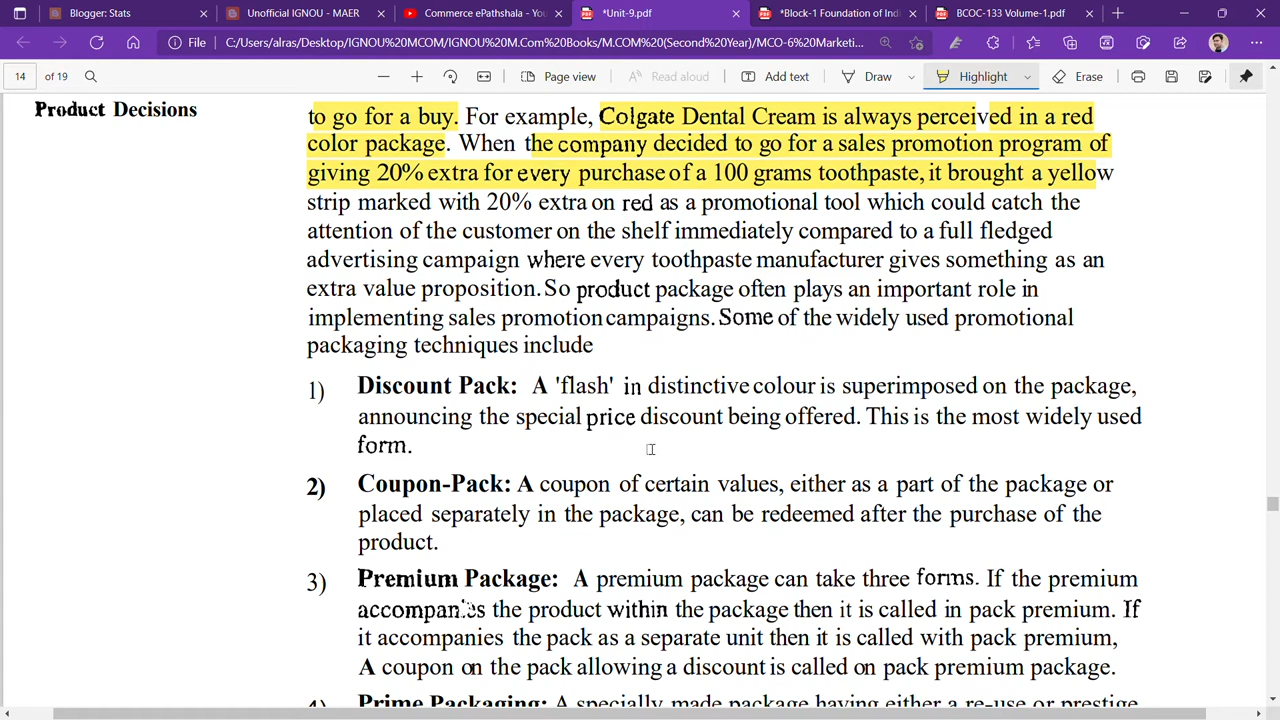 Blogger: Stats
Unofficial IGNOU - MAER
Commerce ePathshala - Yo
*Unit-9.pdf
*Block-1 Foundation of Ind
BCOC-133 Volume-1.pdf
File
C:/Users/alras/Desktop/IGNOU%20MCOM/IGNOU%20M.Com%20Books/M.COM%20(Second%20Year)/MCO-6%20Marketi...
14 of 19
Page view
Read aloud
Add text
Draw
Highlight
Erase
Product Decisions
to go for a buy. For example, Colgate Dental Cream is always perceived in a red
color package. When the company decided to go for a sales promotion program of
giving 20% extra for every purchase of a 100 grams toothpaste, it brought a yellow
strip marked with 20% extra on red as a promotional tool which could catch the
attention of the customer on the shelf immediately compared to a full fledged
advertising campaign where every toothpaste manufacturer gives something as an
extra value proposition. So product package often plays an important role in
implementing sales promotion campaigns. Some of the widely used promotional
packaging techniques include
1) Discount Pack: A 'flash' in distinctive colour is superimposed on the package,
announcing the special price discount being offered. This is the most widely used
form.
2) Coupon-Pack: A coupon of certain values, either as a part of the package or
placed separately in the package, can be redeemed after the purchase of the
product.
3) Premium Package: A premium package can take three forms. If the premium
accompanies the product within the package then it is called in pack premium. If
it accompanies the pack as a separate unit then it is called with pack premium,
A coupon on the pack allowing a discount is called on pack premium package.
4) Prime Packaging: A specially made package having either a re-use or prestige